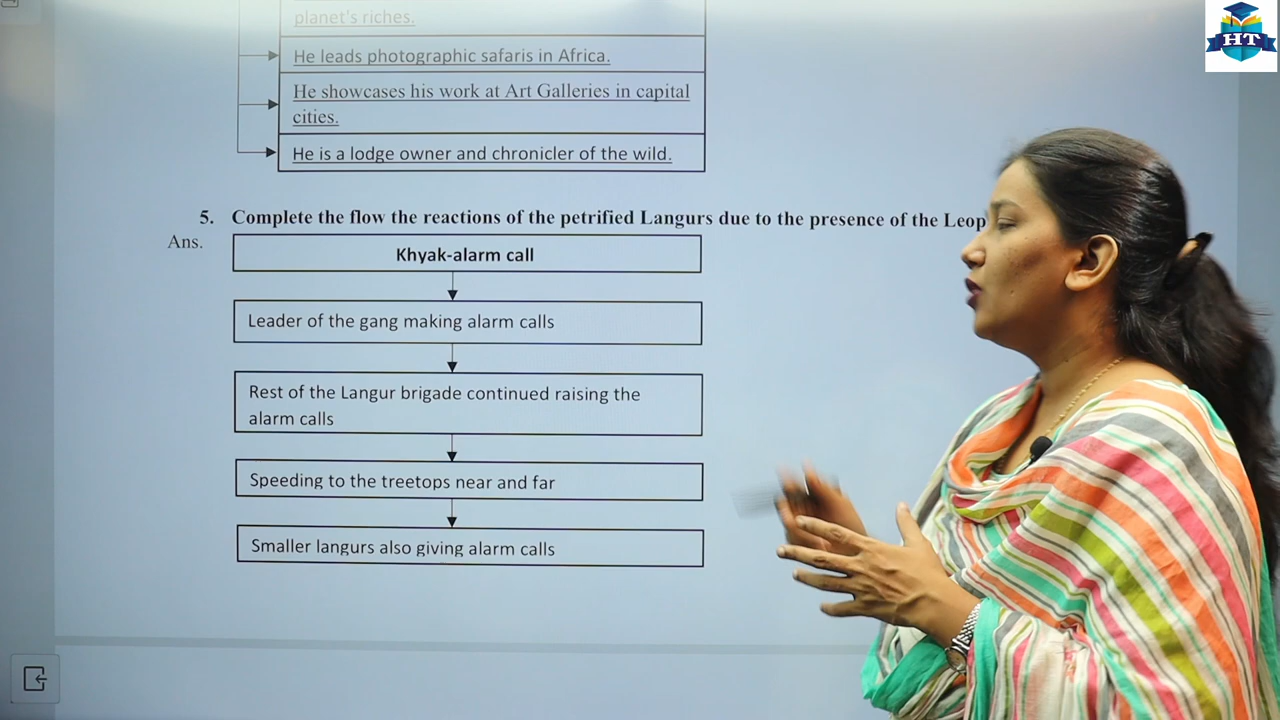 planet's riches.
He leads photographic safaris in Africa.
He showcases his work at Art Galleries in capital
cities.
He is a lodge owner and chronicler of the wild.
5. Complete the flow the reactions of the petrified Langurs due to the presence of the Leop
Ans.
Khyak-alarm call
Leader of the gang making alarm calls
Rest of the Langur brigade continued raising the
alarm calls
Speeding to the treetops near and far
Smaller langurs also giving alarm calls
HT